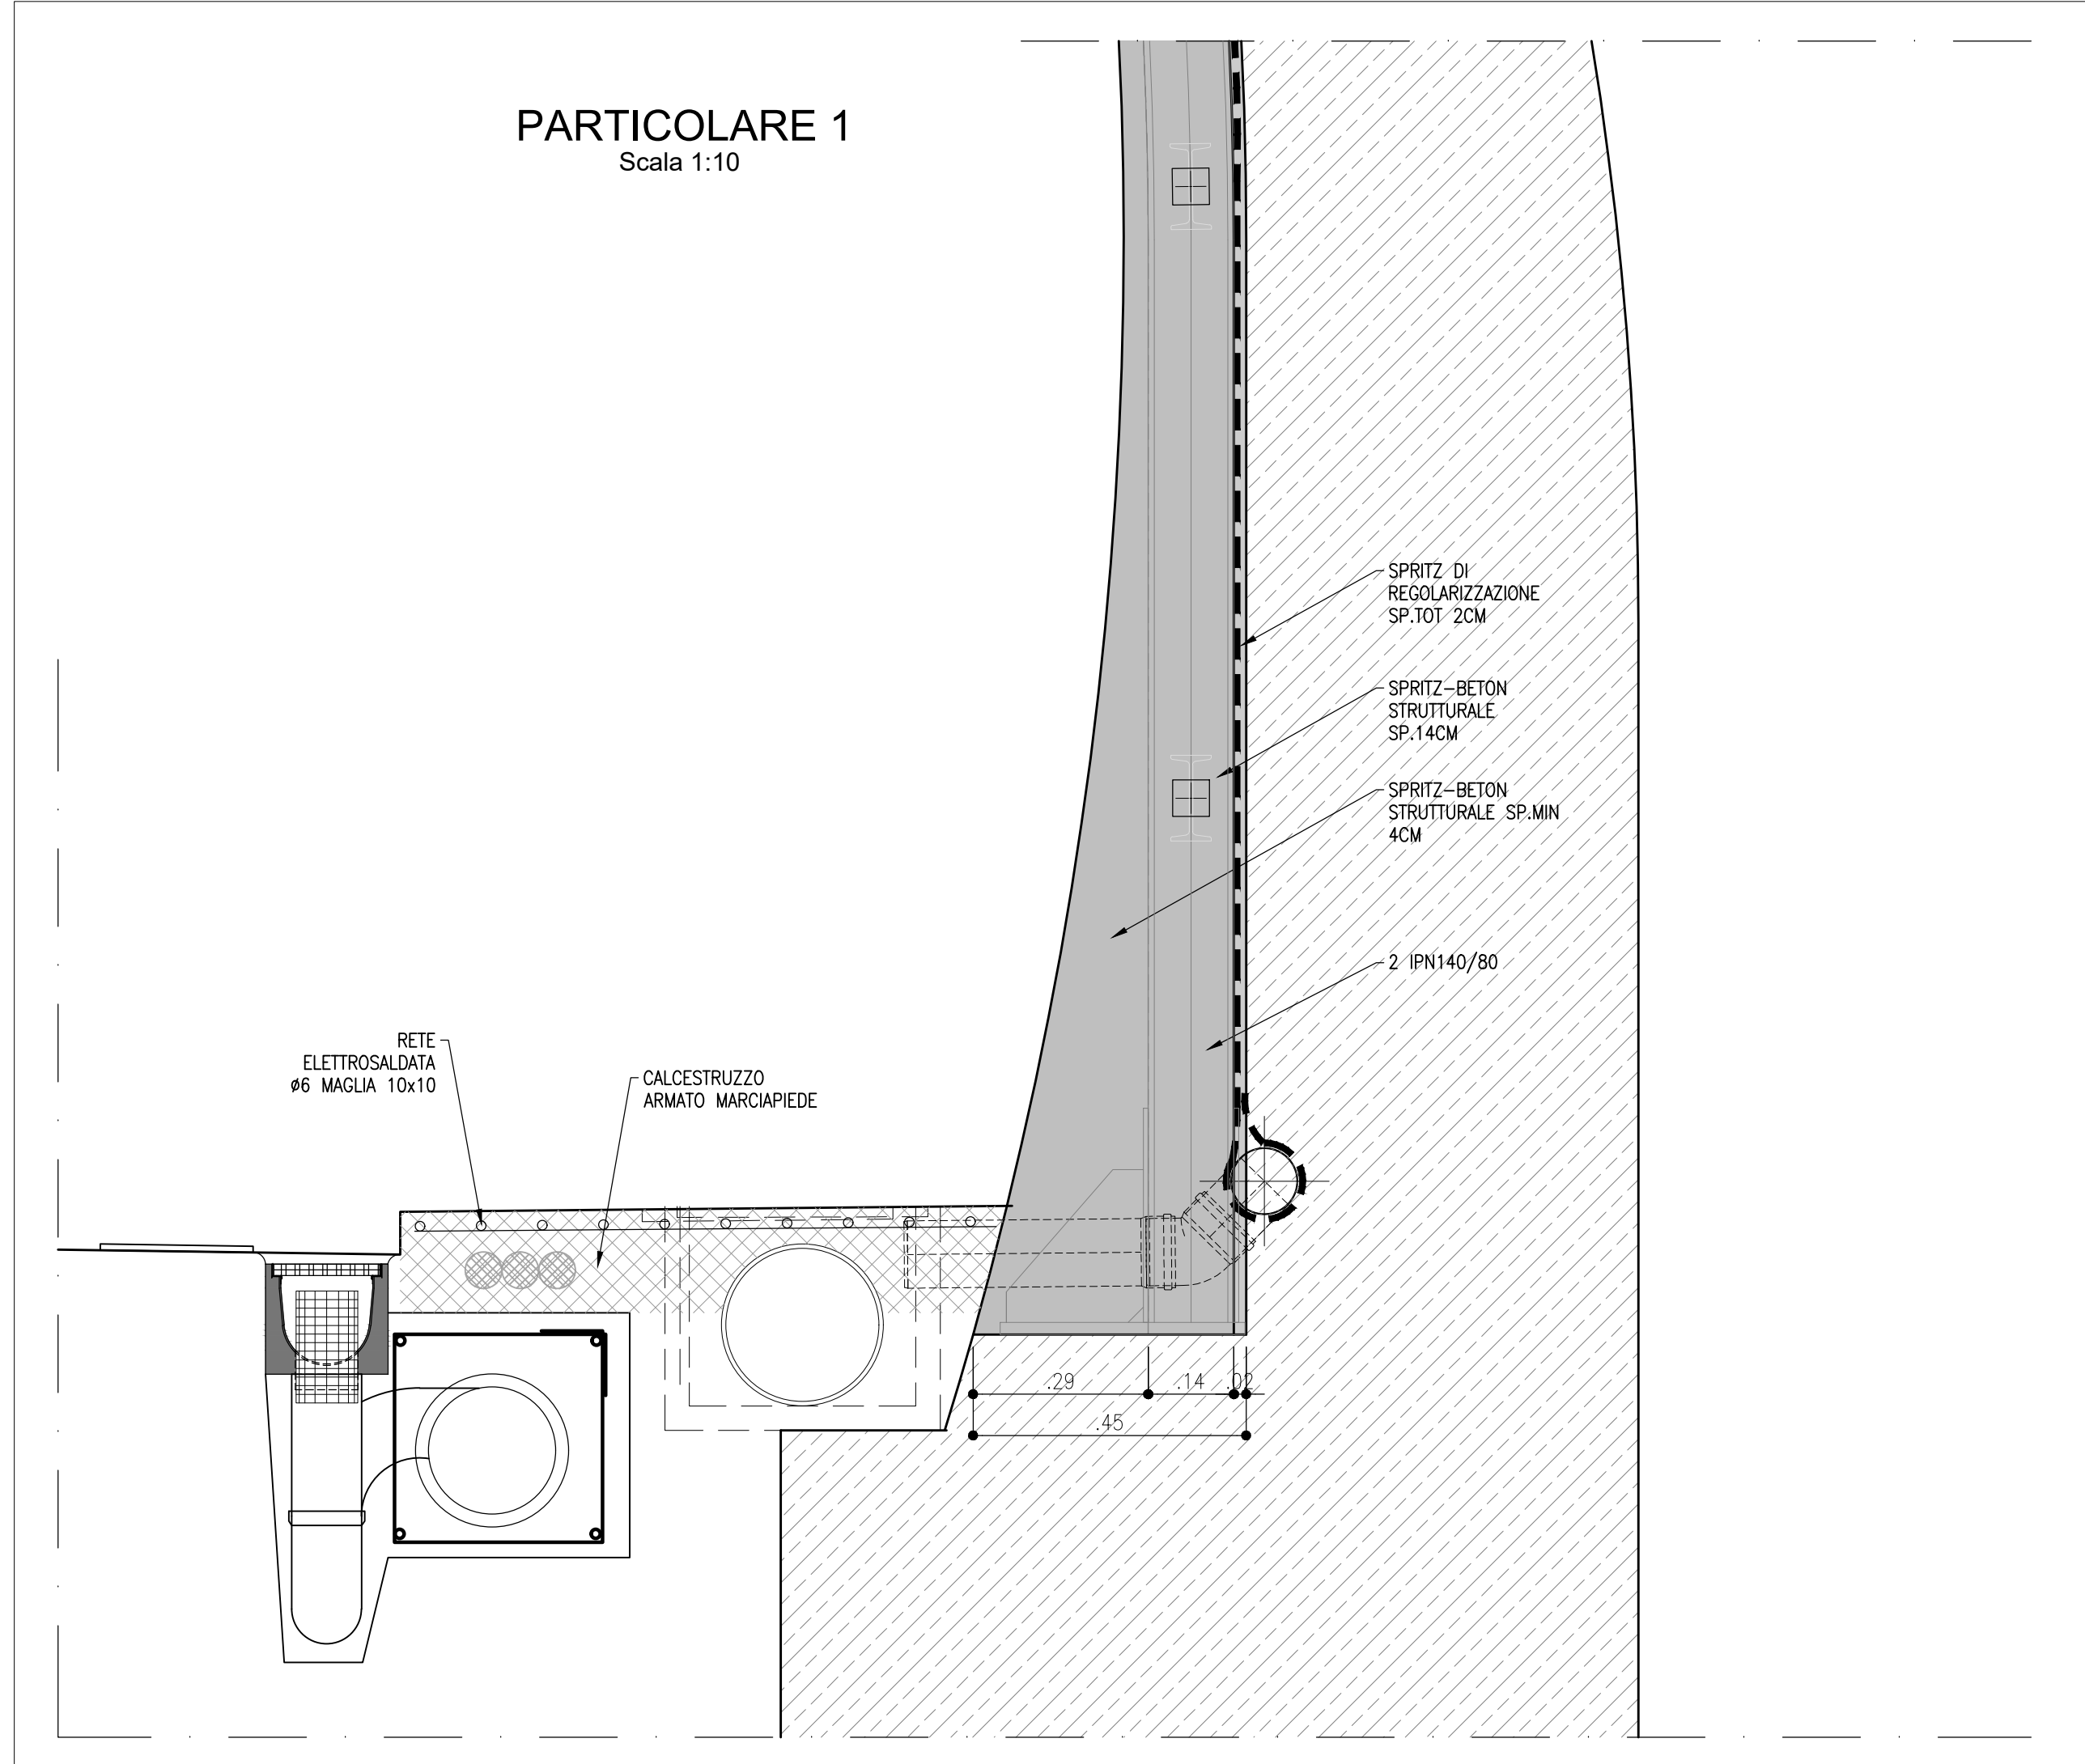 PARTICOLARE 1
Scala 1:10
SPRITZ DI
REGOLARIZZAZIONE
SP.TOT 2CM
SPRITZ-BETON
STRUTTURALE
SP.14CM
SPRITZ-BETON
STRUTTURALE SP.MIN
4CM
2 IPN140/80
RETE
ELETTROSALDATA
ø6 MAGLIA 10x10
CALCESTRUZZO
ARMATO MARCIAPIEDE
.29 .14 .02
.45